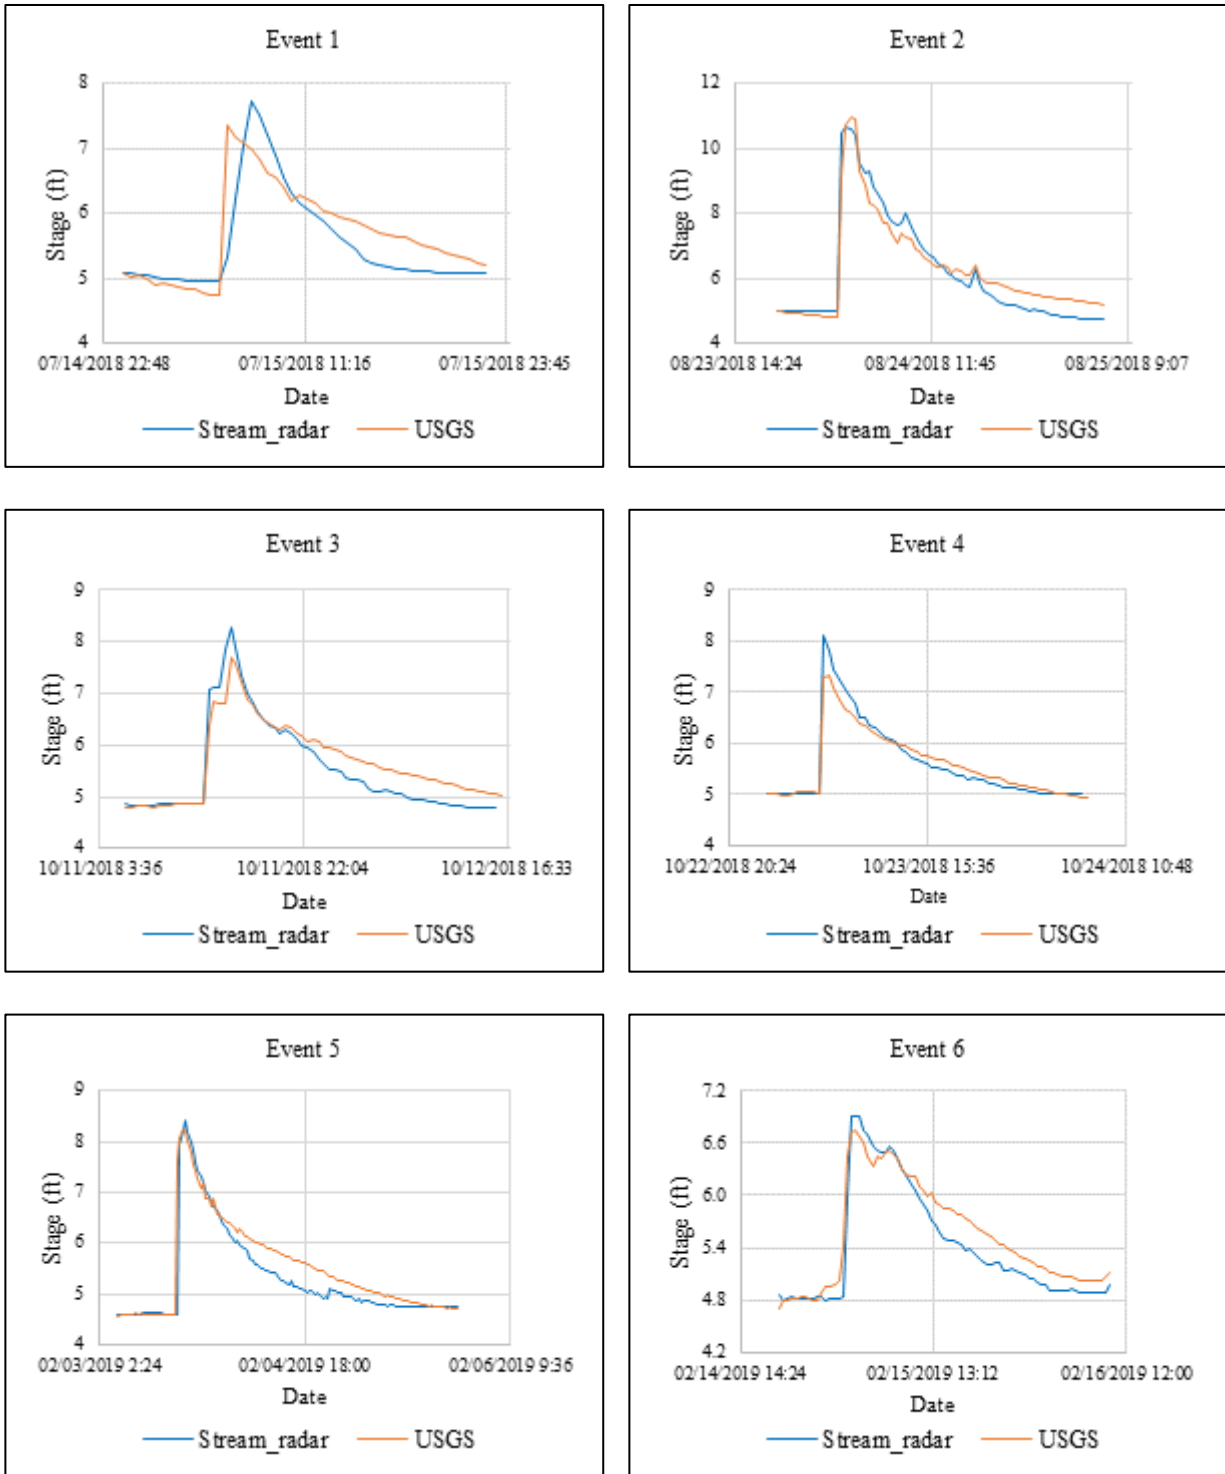 Event 1
8
7
6
5
4
Stage (ft)
07/14/2018 22:48 07/15/2018 11:16 07/15/2018 23:45
Date
Stream_radar USGS
Event 2
12
10
8
6
4
Stage (ft)
08/23/2018 14:24 08/24/2018 11:45 08/25/2018 9:07
Date
Stream_radar USGS
Event 3
9
8
7
6
5
4
Stage (ft)
10/11/2018 3:36 10/11/2018 22:04 10/12/2018 16:33
Date
Stream_radar USGS
Event 4
9
8
7
6
5
4
Stage (ft)
10/22/2018 20:24 10/23/2018 15:36 10/24/2018 10:48
Date
Stream_radar USGS
Event 5
9
8
7
6
5
4
Stage (ft)
02/03/2019 2:24 02/04/2019 18:00 02/06/2019 9:36
Date
Stream_radar USGS
Event 6
7.2
6.6
6.0
5.4
4.8
4.2
Stage (ft)
02/14/2019 14:24 02/15/2019 13:12 02/16/2019 12:00
Date
Stream_radar USGS